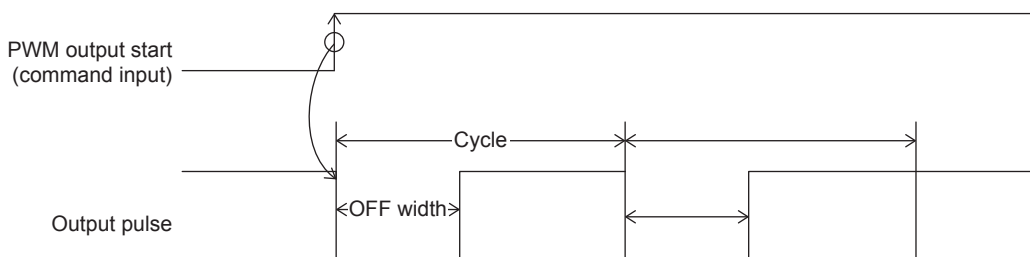 PWM output start
(command input)
Cycle
OFF width
Output pulse